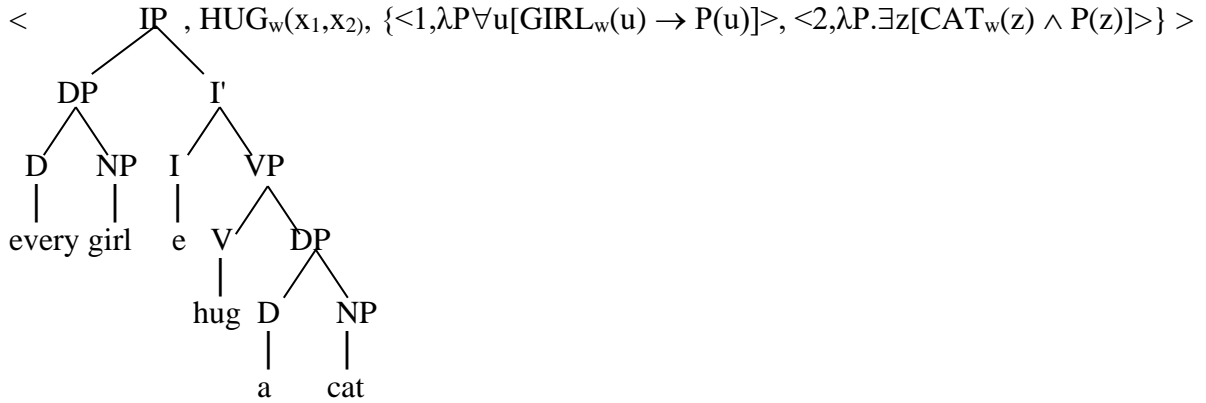 < IP , HUGw(x₁,x₂), {<1,λP∀u[GIRLw(u) → P(u)]>, <2,λP.∃z[CATw(z) ∧ P(z)]>} >
DP I'
D NP I VP
every girl e V DP
hug D NP
a cat